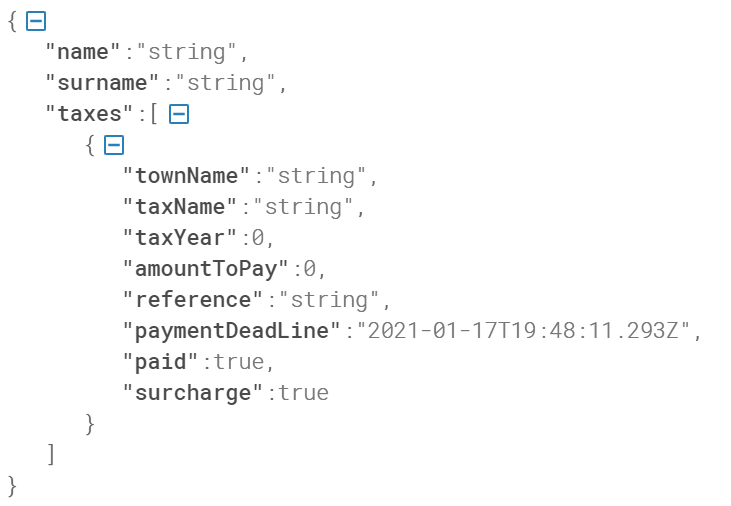 {
"name":"string",
"surname":"string",
"taxes":[
{
"townName":"string",
"taxName":"string",
"taxYear":0,
"amountToPay":0,
"reference":"string",
"paymentDeadLine":"2021-01-17T19:48:11.293Z",
"paid":true,
"surcharge":true
}
]
}